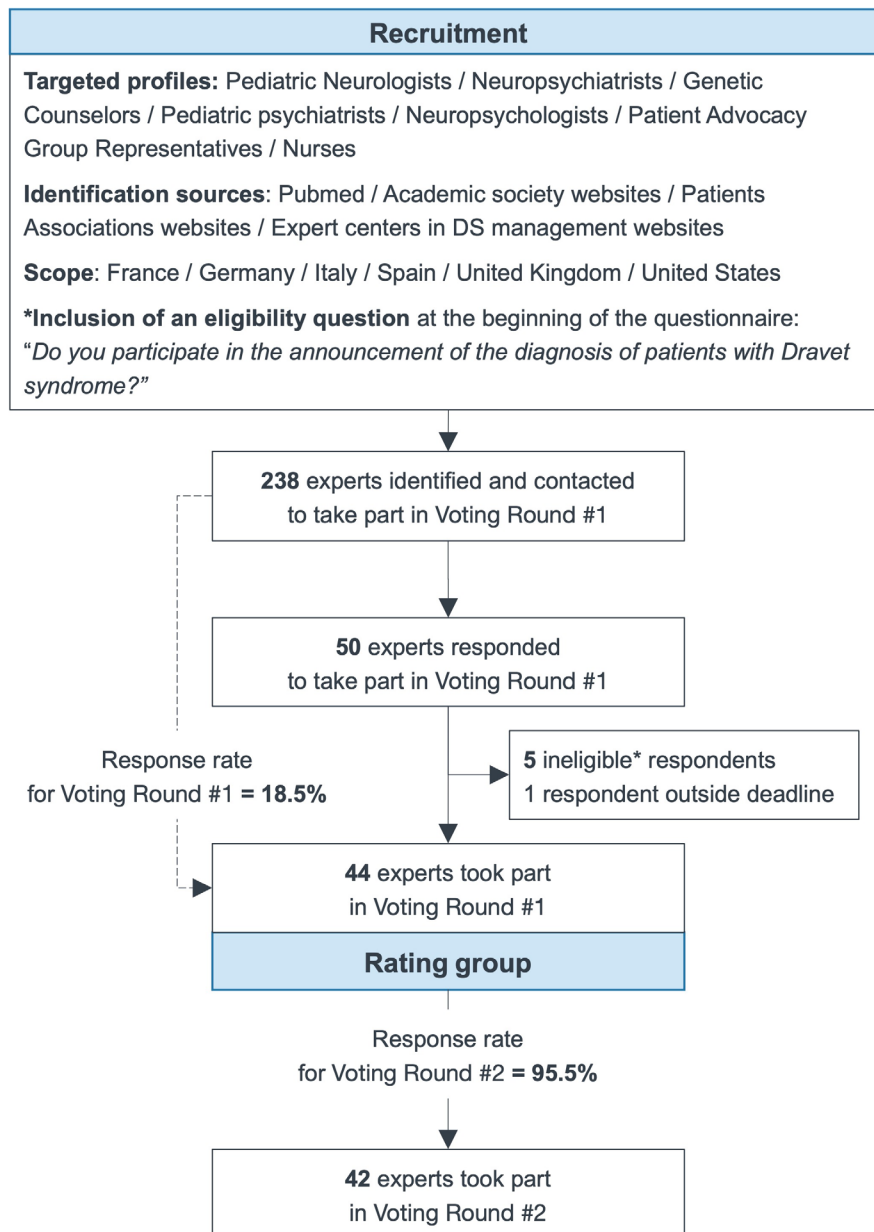 Recruitment
Targeted profiles: Pediatric Neurologists / Neuropsychiatrists / Genetic
Counselors / Pediatric psychiatrists / Neuropsychologists / Patient Advocacy
Group Representatives / Nurses
Identification sources: Pubmed / Academic society websites / Patients
Associations websites / Expert centers in DS management websites
Scope: France / Germany / Italy / Spain / United Kingdom / United States
*Inclusion of an eligibility question at the beginning of the questionnaire:
“Do you participate in the announcement of the diagnosis of patients with Dravet
syndrome?”
238 experts identified and contacted
to take part in Voting Round #1
50 experts responded
to take part in Voting Round #1
Response rate
for Voting Round #1 = 18.5%
5 ineligible* respondents
1 respondent outside deadline
44 experts took part
in Voting Round #1
Rating group
Response rate
for Voting Round #2 = 95.5%
42 experts took part
in Voting Round #2